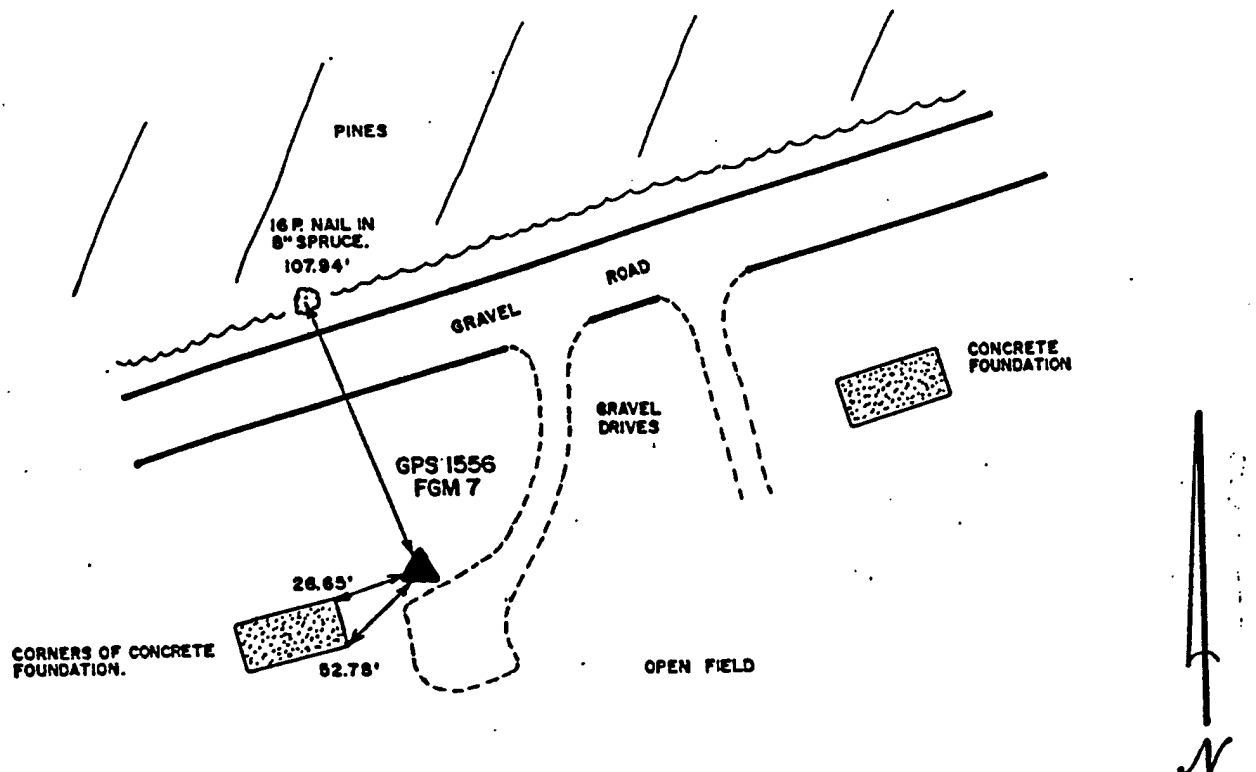 PINES
16 P. NAIL IN
8" SPRUCE.
107.94'
GRAVEL ROAD
CONCRETE
FOUNDATION
GRAVEL
DRIVES
GPS 1556
FGM 7
26.65'
CORNERS OF CONCRETE
FOUNDATION.
52.78'
OPEN FIELD
N